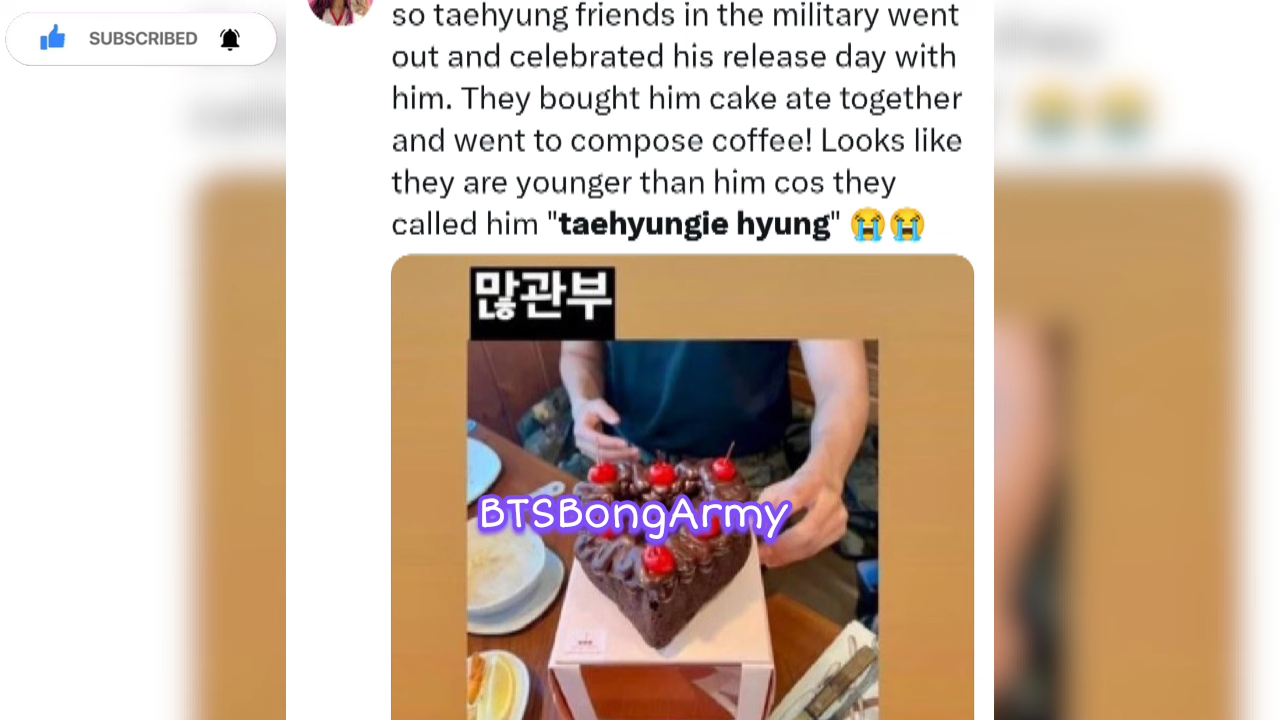 SUBSCRIBED
so taehyung friends in the military went
out and celebrated his release day with
him. They bought him cake ate together
and went to compose coffee! Looks like
they are younger than him cos they
called him "taehyungie hyung" 😭😭
많관부
BTSBongArmy